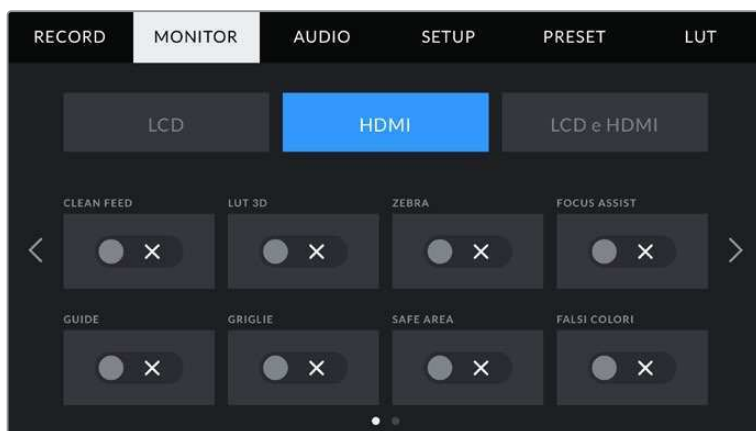 RECORD MONITOR AUDIO SETUP PRESET LUT
LCD HDMI LCD e HDMI
CLEAN FEED LUT 3D ZEBRA FOCUS ASSIST
GUIDE GRIGLIE SAFE AREA FALSI COLORI